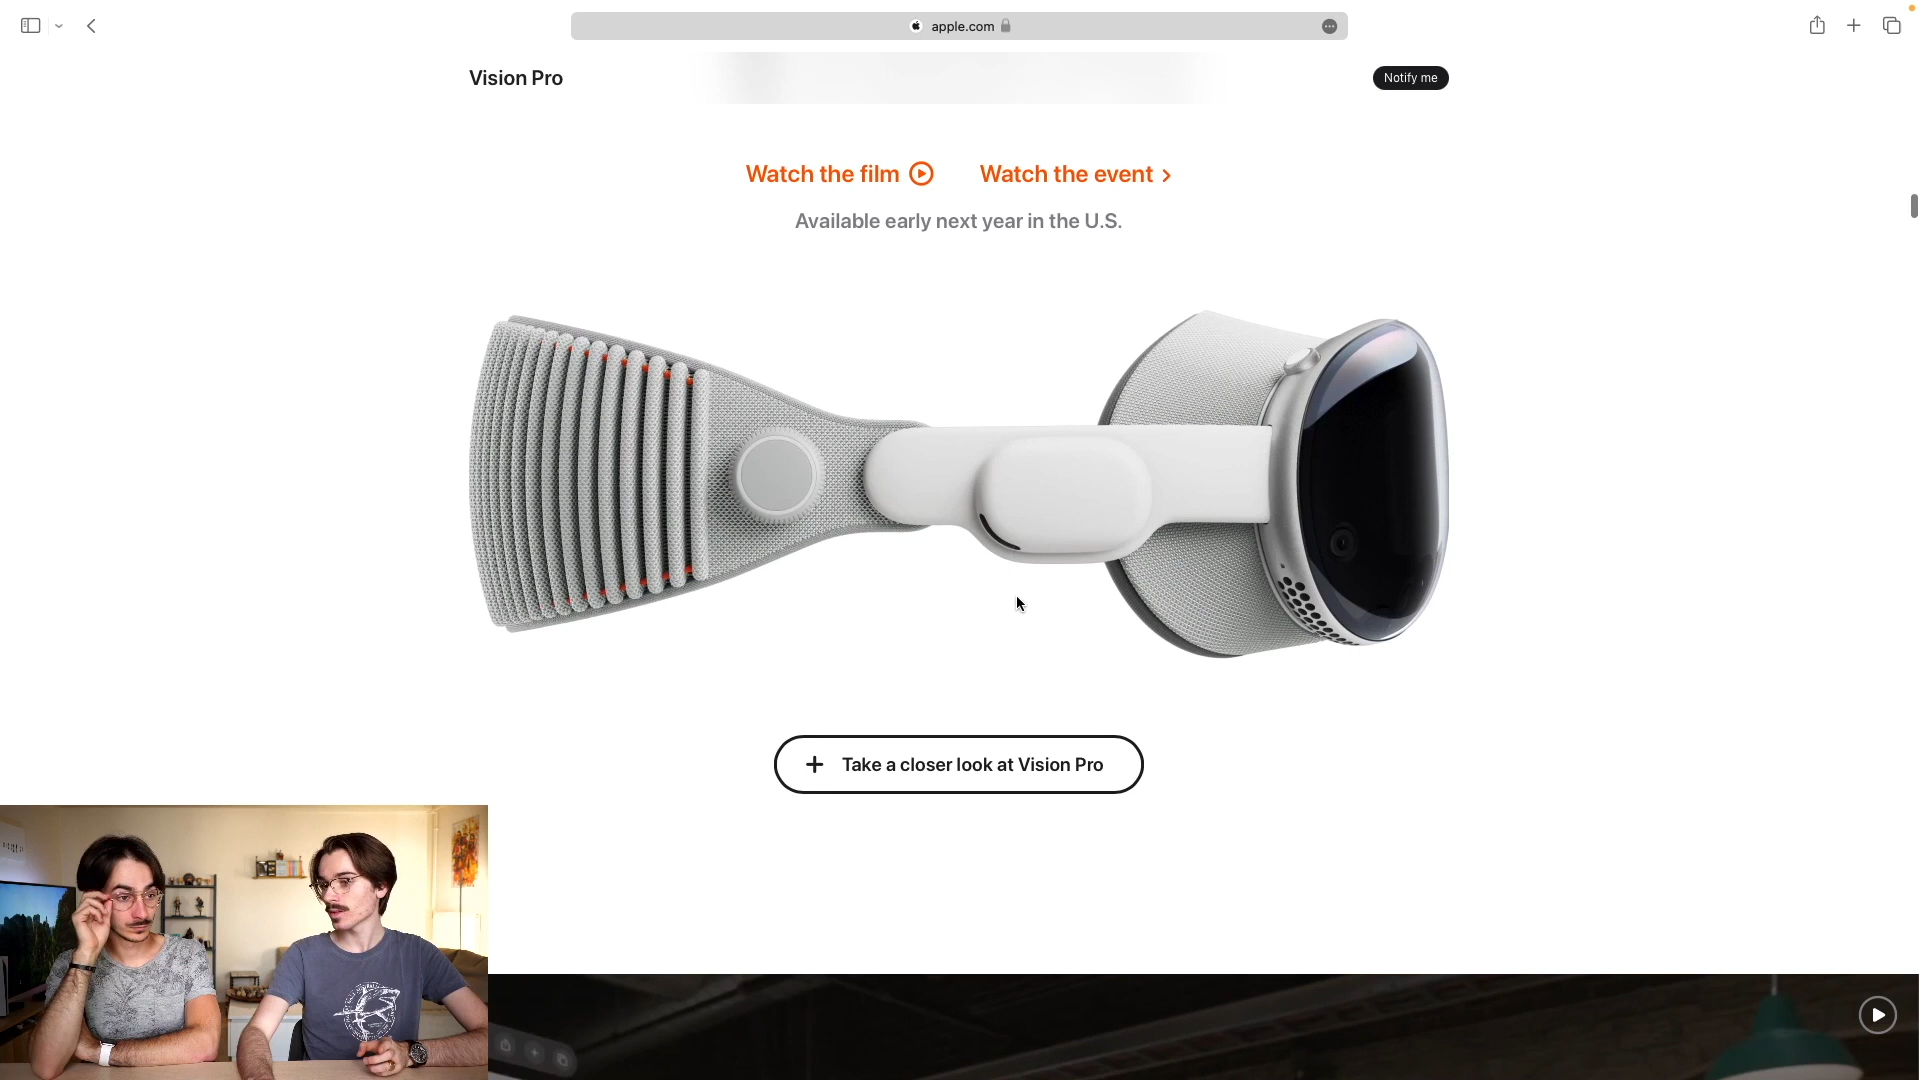 apple.com
Vision Pro
Notify me
Watch the film
Watch the event
Available early next year in the U.S.
Take a closer look at Vision Pro